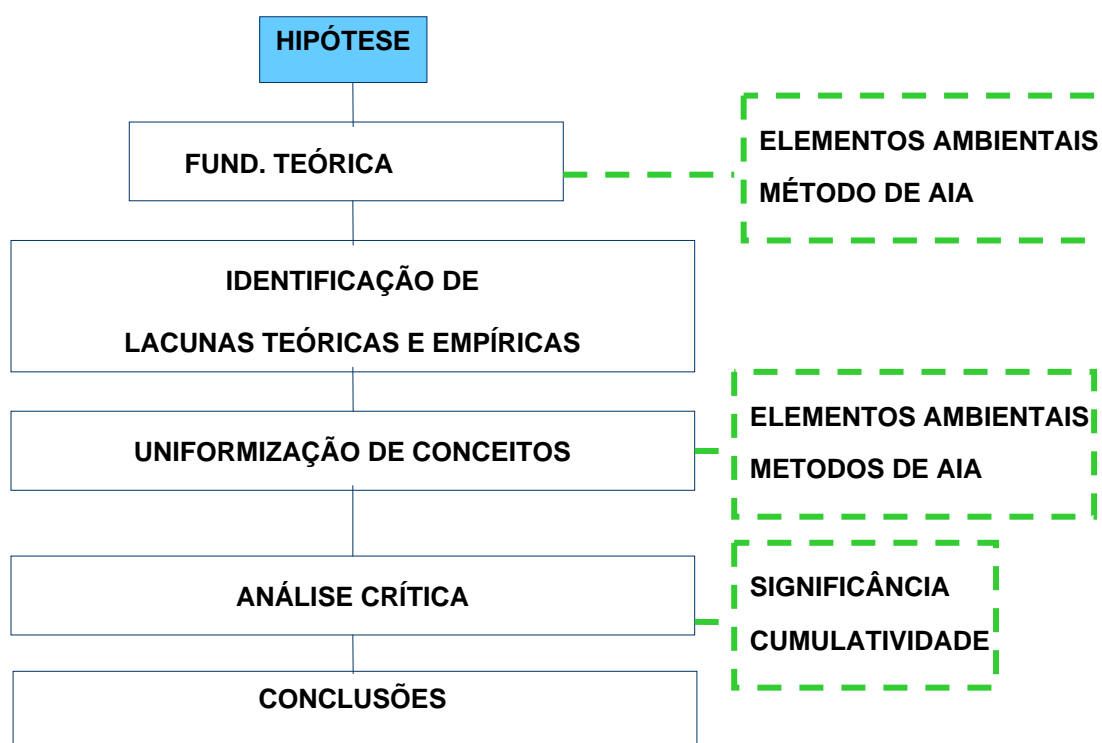 HIPÓTESE
FUND. TEÓRICA
ELEMENTOS AMBIENTAIS
MÉTODO DE AIA
IDENTIFICAÇÃO DE
LACUNAS TEÓRICAS E EMPÍRICAS
UNIFORMIZAÇÃO DE CONCEITOS
ELEMENTOS AMBIENTAIS
METODOS DE AIA
ANÁLISE CRÍTICA
SIGNIFICÂNCIA
CUMULATIVIDADE
CONCLUSÕES